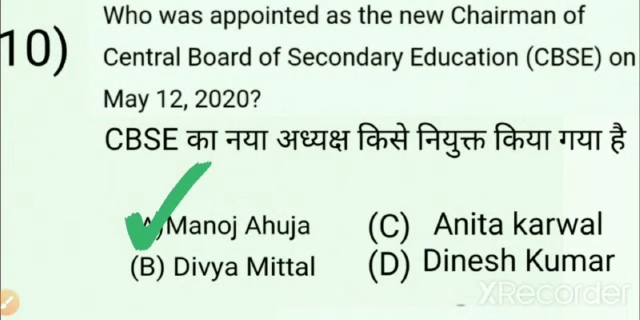 10)
Who was appointed as the new Chairman of
Central Board of Secondary Education (CBSE) on
May 12, 2020?
CBSE का नया अध्यक्ष किसे नियुक्त किया गया है
Manoj Ahuja (C) Anita karwal
(B) Divya Mittal (D) Dinesh Kumar
XRecorder